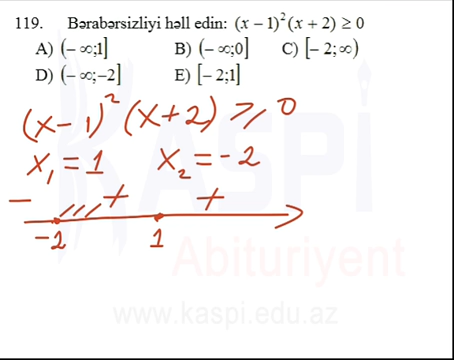 119. Bərabərsizliyi həll edin: (x − 1)²(x + 2) ≥ 0
A) (− ∞;1] B) (− ∞;0] C) [− 2;∞)
D) (− ∞;−2] E) [− 2;1]
(x−1)²(x+2) ⩾ 0
x₁ = 1 x₂ = −2
− + +
−2 1
KASPI
Abituriyent
www.kaspi.edu.az